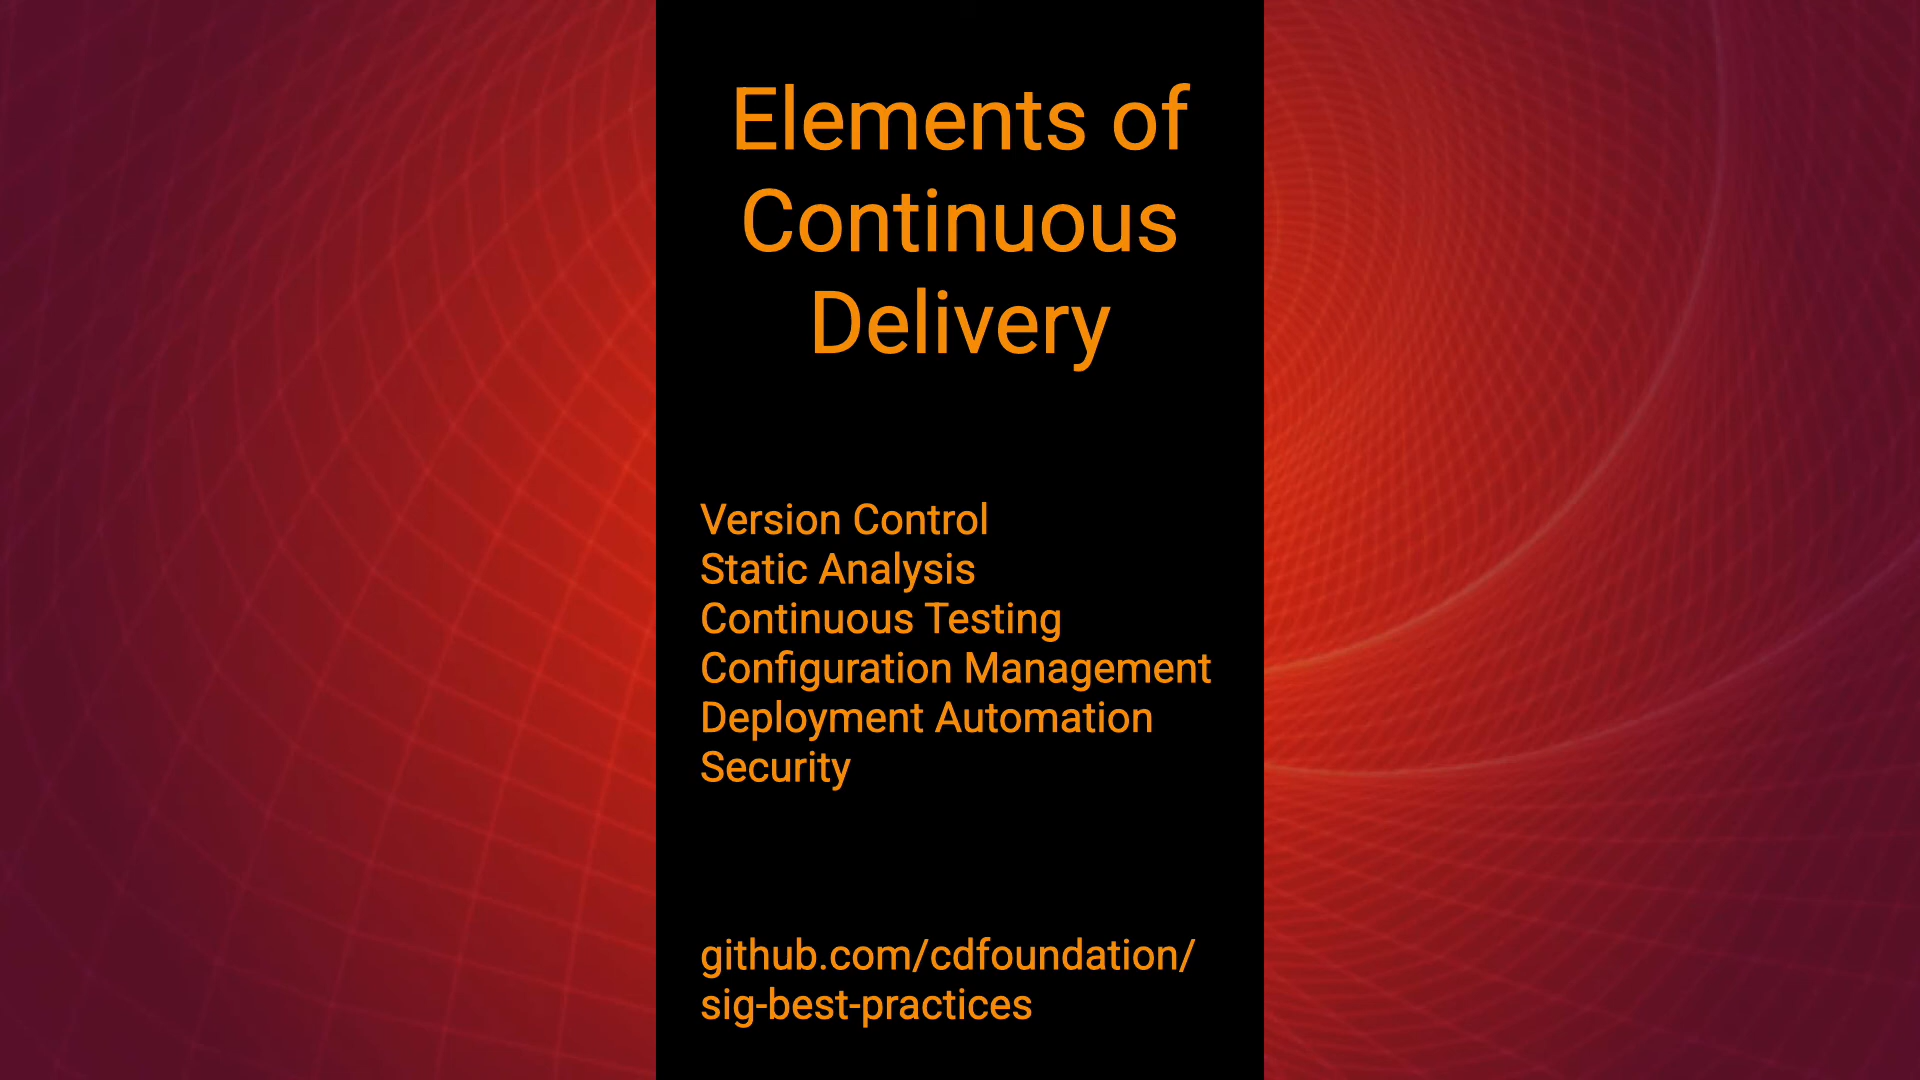 Elements of
Continuous
Delivery
Version Control
Static Analysis
Continuous Testing
Configuration Management
Deployment Automation
Security
github.com/cdfoundation/
sig-best-practices